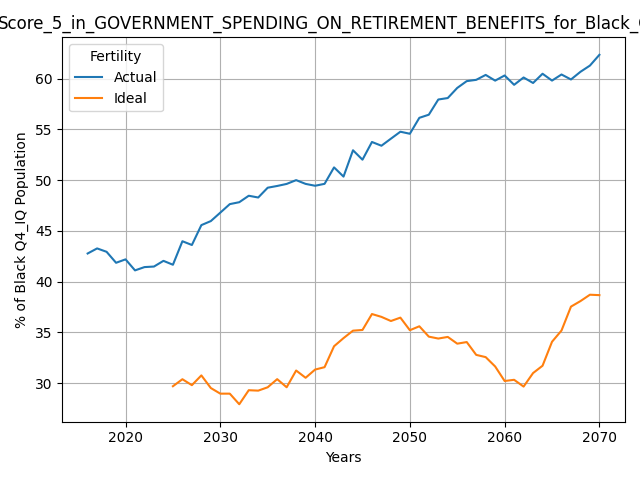 Score_5_in_GOVERNMENT_SPENDING_ON_RETIREMENT_BENEFITS_for_Black_
Fertility
Actual
Ideal
% of Black Q4_IQ Population
60
55
50
45
40
35
30
2020
2030
2040
2050
2060
2070
Years